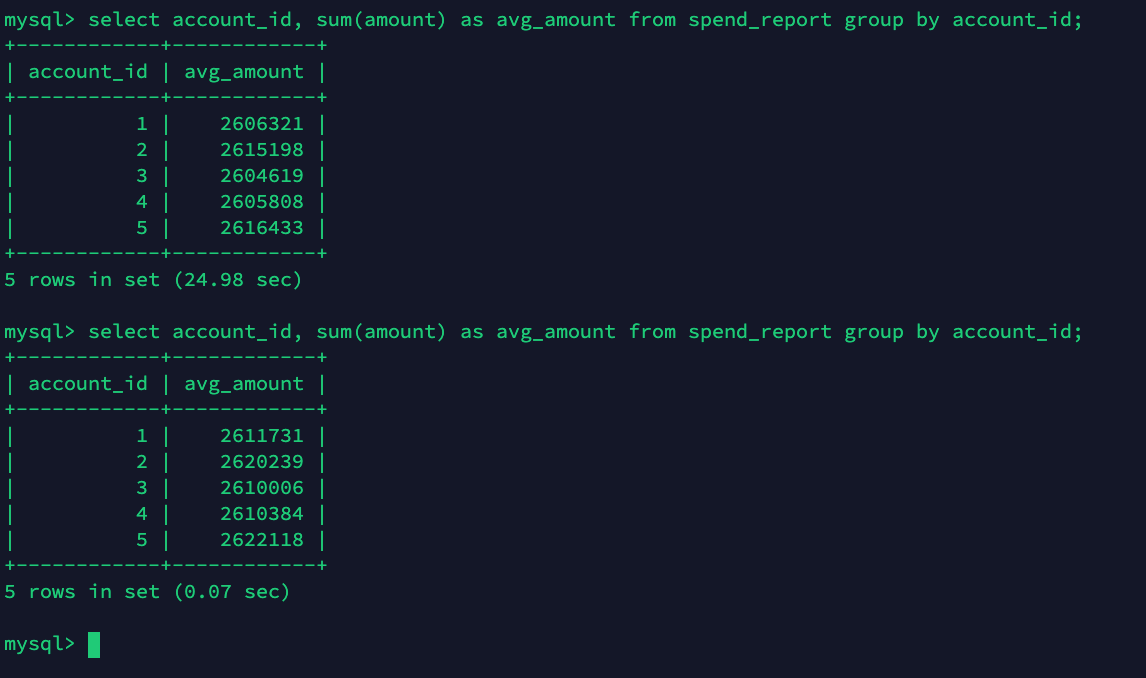 mysql> select account_id, sum(amount) as avg_amount from spend_report group by account_id;
+------------+------------+
| account_id | avg_amount |
+------------+------------+
|          1 |    2606321 |
|          2 |    2615198 |
|          3 |    2604619 |
|          4 |    2605808 |
|          5 |    2616433 |
+------------+------------+
5 rows in set (24.98 sec)
mysql> select account_id, sum(amount) as avg_amount from spend_report group by account_id;
+------------+------------+
| account_id | avg_amount |
+------------+------------+
|          1 |    2611731 |
|          2 |    2620239 |
|          3 |    2610006 |
|          4 |    2610384 |
|          5 |    2622118 |
+------------+------------+
5 rows in set (0.07 sec)
mysql>